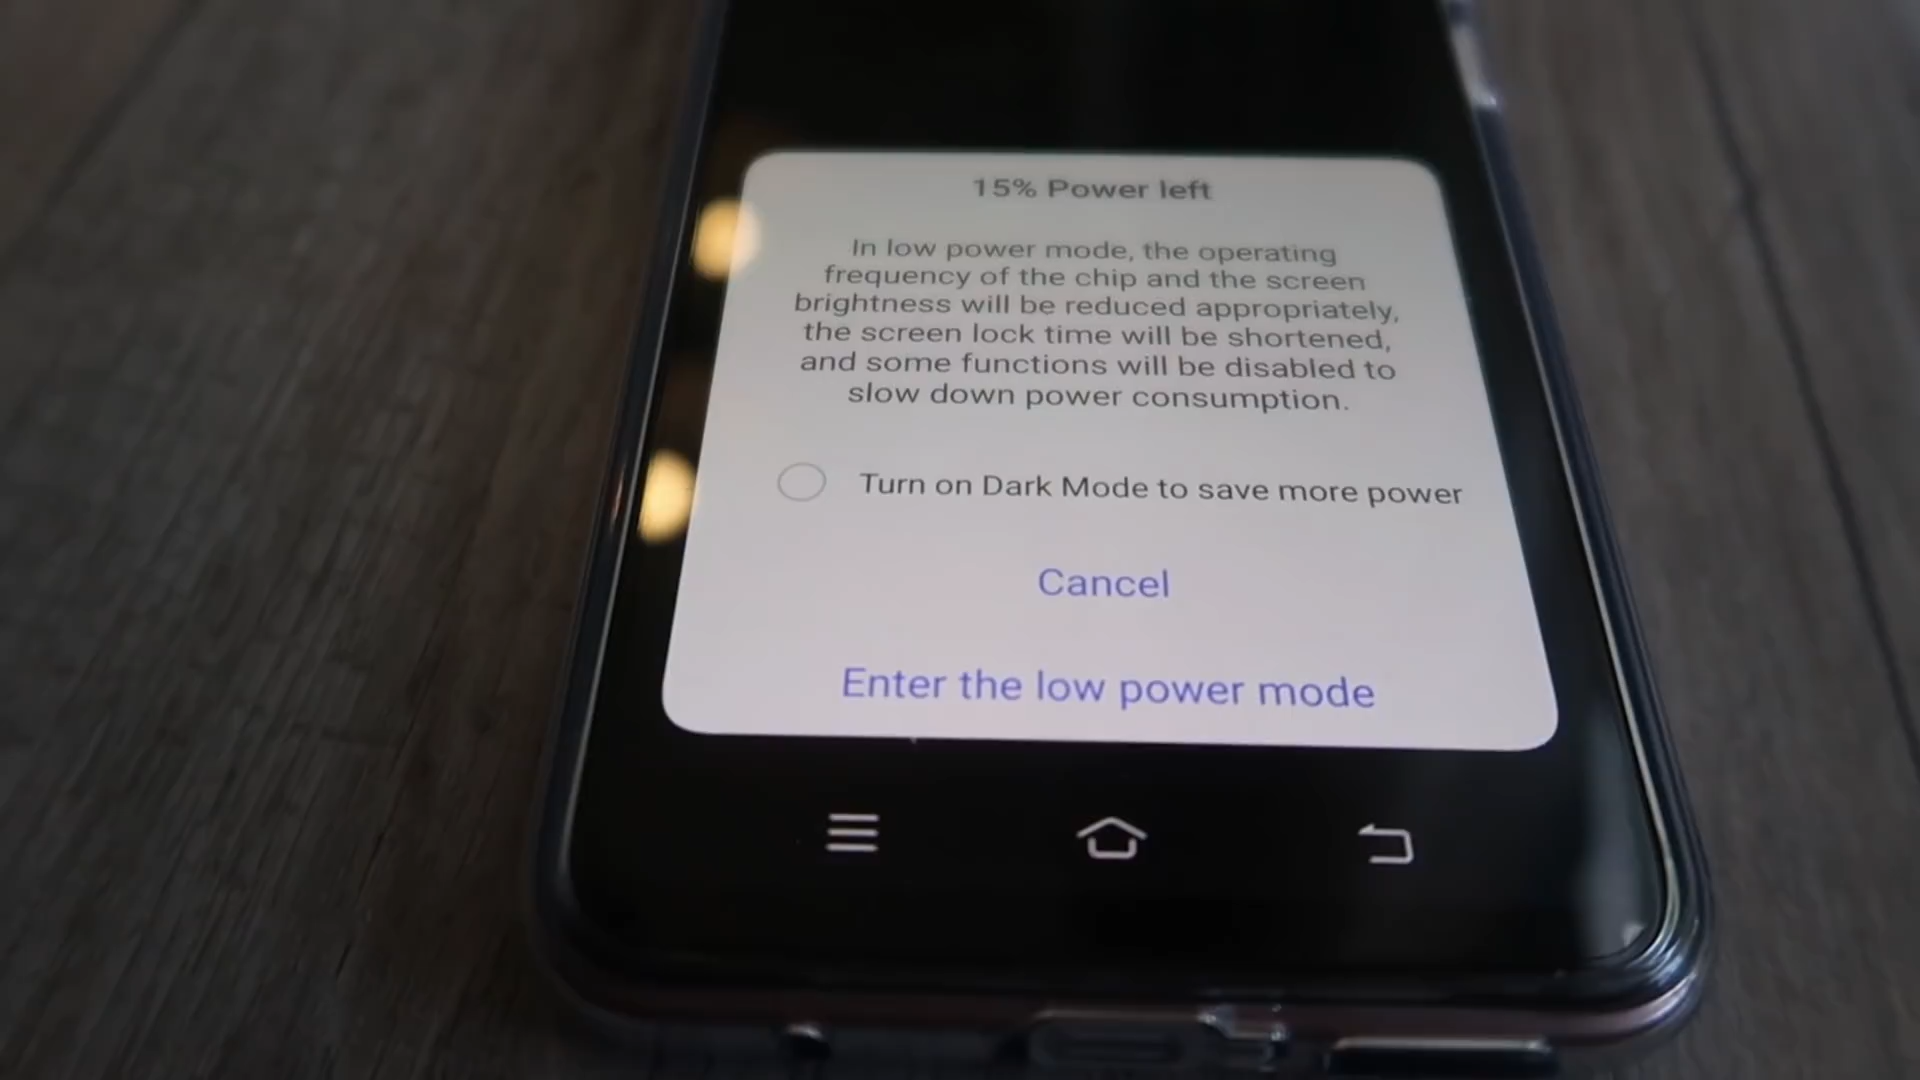 15% Power left
In low power mode, the operating
frequency of the chip and the screen
brightness will be reduced appropriately,
the screen lock time will be shortened,
and some functions will be disabled to
slow down power consumption.
Turn on Dark Mode to save more power
Cancel
Enter the low power mode